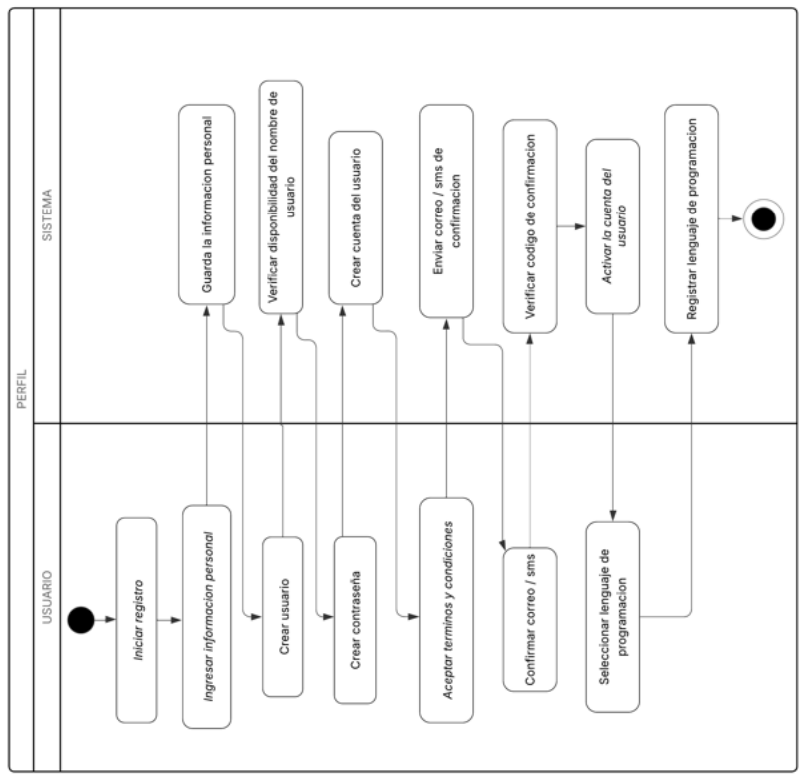 PERFIL
USUARIO
SISTEMA
Iniciar registro
Ingresar informacion personal
Guarda la informacion personal
Crear usuario
Verificar disponibilidad del nombre de
usuario
Crear contraseña
Crear cuenta del usuario
Aceptar terminos y condiciones
Enviar correo / sms de
confirmacion
Confirmar correo / sms
Verificar codigo de confirmacion
Activar la cuenta del
usuario
Seleccionar lenguaje de
programacion
Registrar lenguaje de programacion